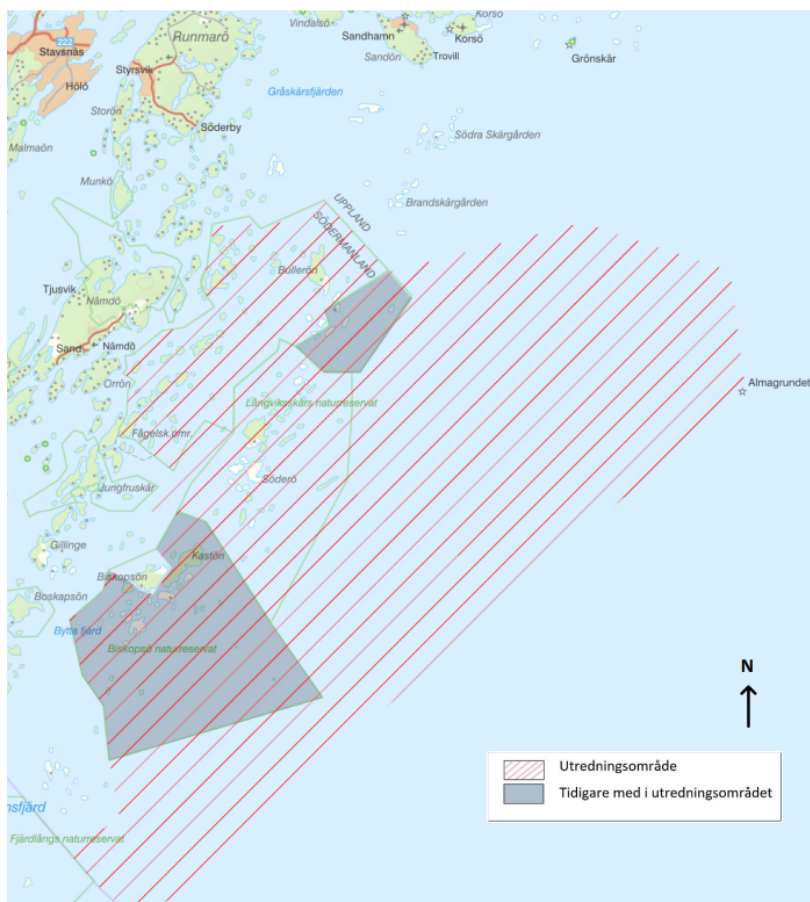 Vindalsö
Korsö
Runmarö
Sandhamn
Korsö
Stavsnäs
222
Sandön
Trovill
Grönskär
Styrsvik
Hölö
Gråskärsfjärden
Storön
Söderby
Södra Skärgården
Malmaön
Munkö
Brandskärgården
UPPLAND
SÖDERMANLAND
Bullerön
Tjusvik
Nämdö
Sand
Nämdö
Orrön
Almagrundet
Långviksskärs naturreservat
Fågelsk.omr.
Söderö
Jungfruskär
Gillinge
Kastön
Biskopsön
Boskapsön
Bytta fjärd
Biskopsö naturreservat
N
Utredningsområde
Tidigare med i utredningsområdet
nsfjärd
Fjärdlångs naturreservat